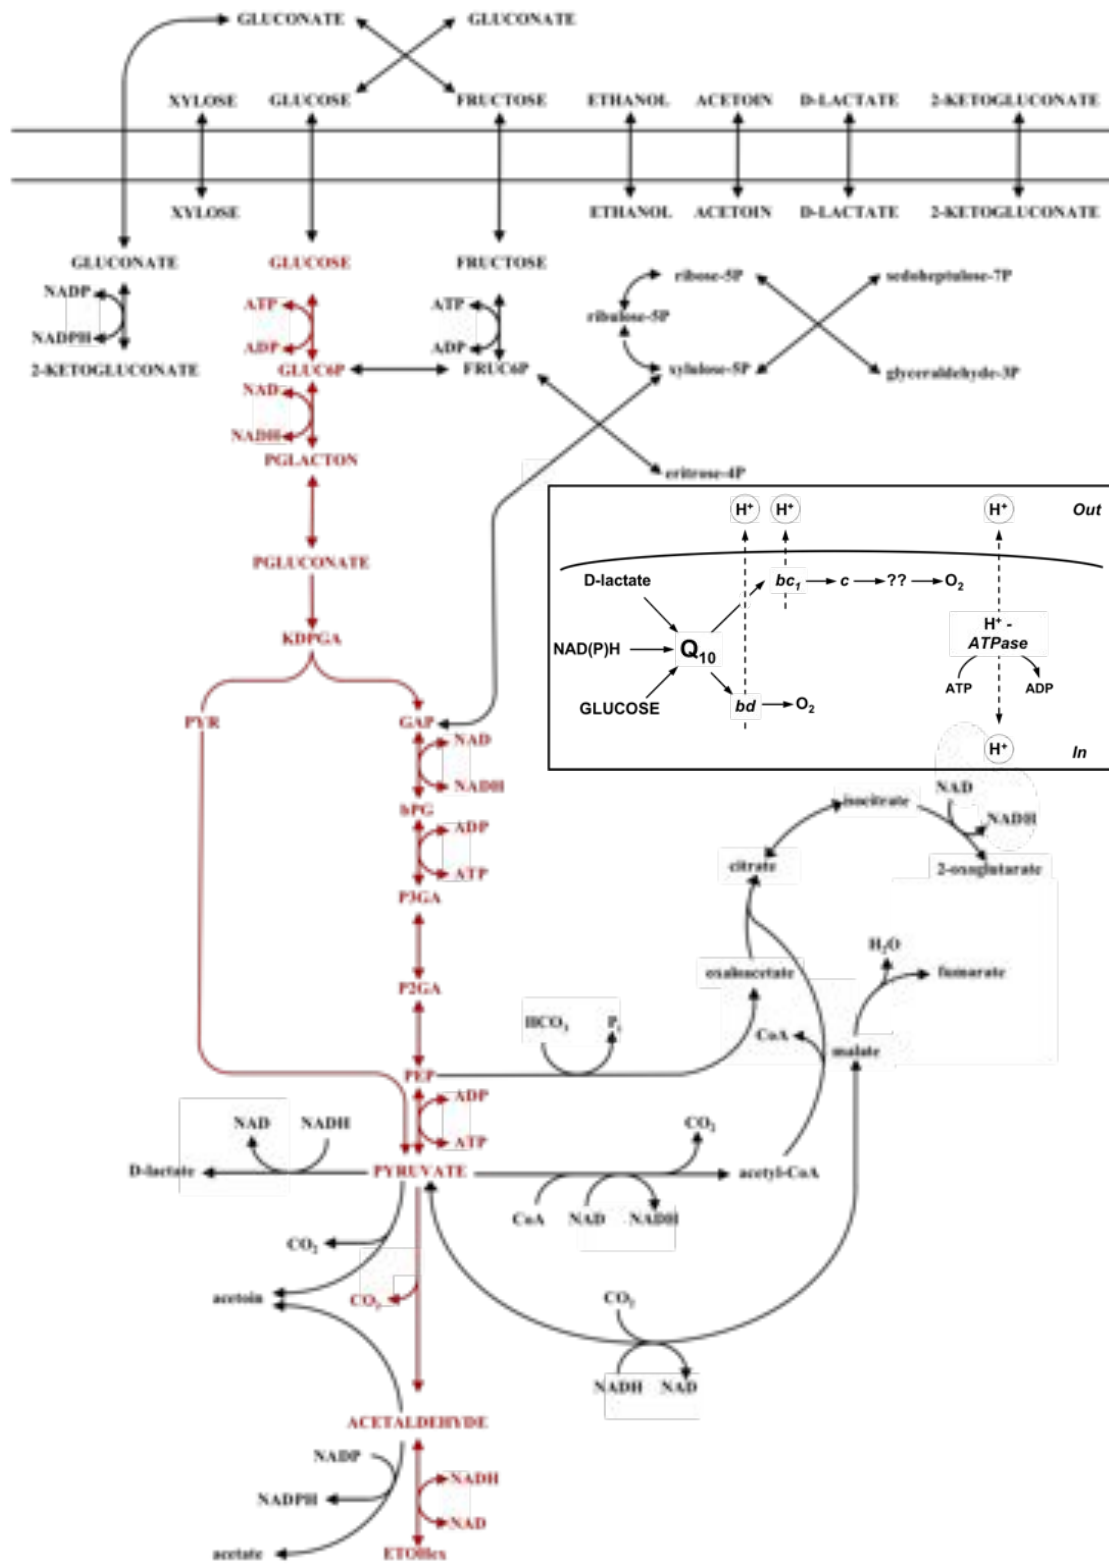 GLUCONATE GLUCONATE
XYLOSE GLUCOSE FRUCTOSE ETHANOL ACETOIN D-LACTATE 2-KETOGLUCONATE
XYLOSE ETHANOL ACETOIN D-LACTATE 2-KETOGLUCONATE
GLUCONATE GLUCOSE FRUCTOSE ribose-5P sedoheptulose-7P
NADP ATP ATP
ribulose-5P
NADPH ADP ADP
2-KETOGLUCONATE GLUC6P FRUC6P xylulose-5P glyceraldehyde-3P
NAD
NADH
PGLACTON eritrose-4P
H⁺ H⁺ H⁺ Out
PGLUCONATE
D-lactate bc₁ c ?? O₂
H⁺ -
ATPase
KDPGA
NAD(P)H Q₁₀
ATP ADP
GLUCOSE bd O₂
PYR GAP
NAD
H⁺ In
NADH
bPG
NAD
isocitrate
NADH
ADP
citrate 2-oxaglutarate
ATP
P3GA
H₂O
oxaloacetate fumarate
P2GA
HCO₃ Pᵢ
CoA malate
PEP
ADP
NAD NADH CO₂
ATP
D-lactate PYRUVATE acetyl-CoA
CoA NAD NADH
CO₂
acetoin CO₂ CO₂
NADH NAD
ACETALDEHYDE
NADP
NADH
NADPH
NAD
acetate ETOHex